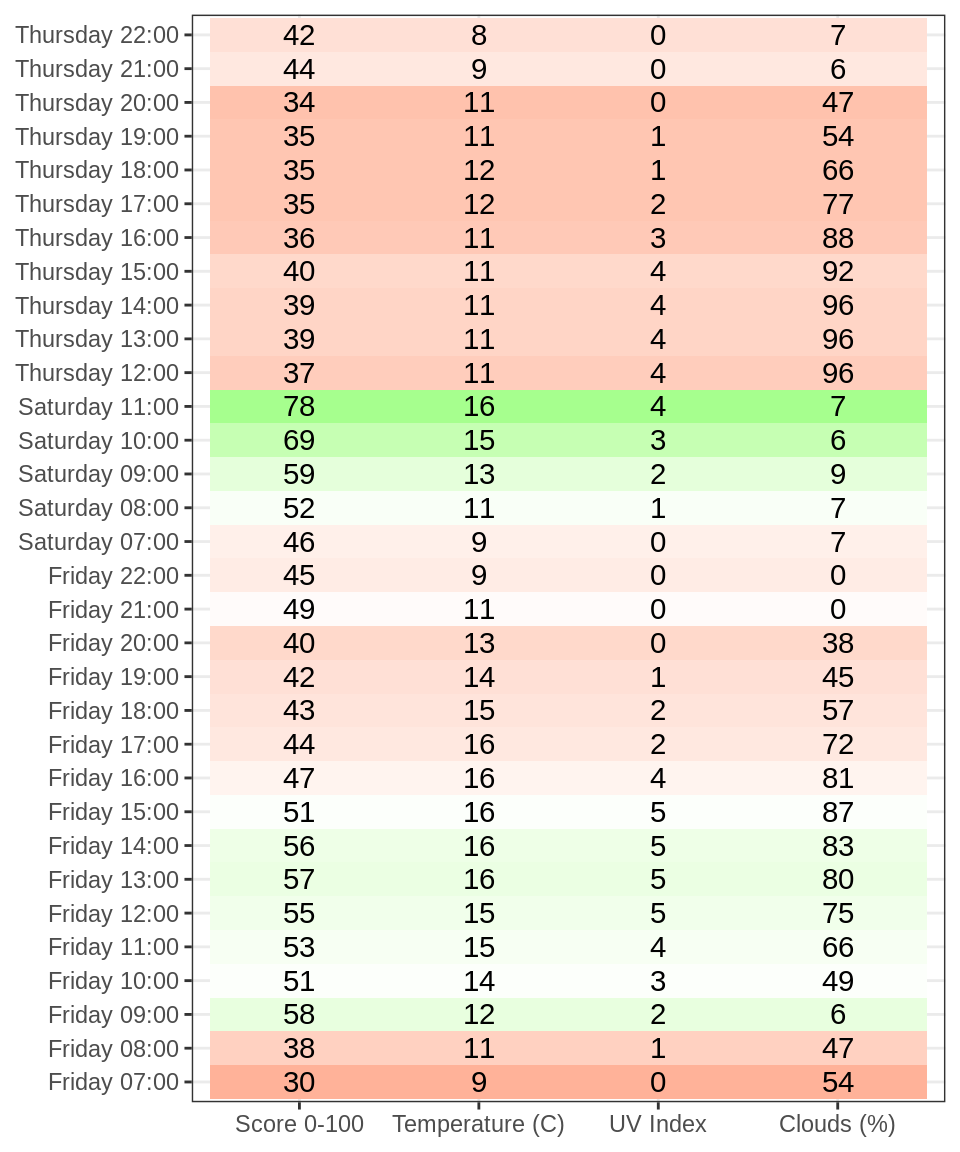 Thursday 22:00 42 8 0 7
Thursday 21:00 44 9 0 6
Thursday 20:00 34 11 0 47
Thursday 19:00 35 11 1 54
Thursday 18:00 35 12 1 66
Thursday 17:00 35 12 2 77
Thursday 16:00 36 11 3 88
Thursday 15:00 40 11 4 92
Thursday 14:00 39 11 4 96
Thursday 13:00 39 11 4 96
Thursday 12:00 37 11 4 96
Saturday 11:00 78 16 4 7
Saturday 10:00 69 15 3 6
Saturday 09:00 59 13 2 9
Saturday 08:00 52 11 1 7
Saturday 07:00 46 9 0 7
Friday 22:00 45 9 0 0
Friday 21:00 49 11 0 0
Friday 20:00 40 13 0 38
Friday 19:00 42 14 1 45
Friday 18:00 43 15 2 57
Friday 17:00 44 16 2 72
Friday 16:00 47 16 4 81
Friday 15:00 51 16 5 87
Friday 14:00 56 16 5 83
Friday 13:00 57 16 5 80
Friday 12:00 55 15 5 75
Friday 11:00 53 15 4 66
Friday 10:00 51 14 3 49
Friday 09:00 58 12 2 6
Friday 08:00 38 11 1 47
Friday 07:00 30 9 0 54
Score 0-100 Temperature (C) UV Index Clouds (%)